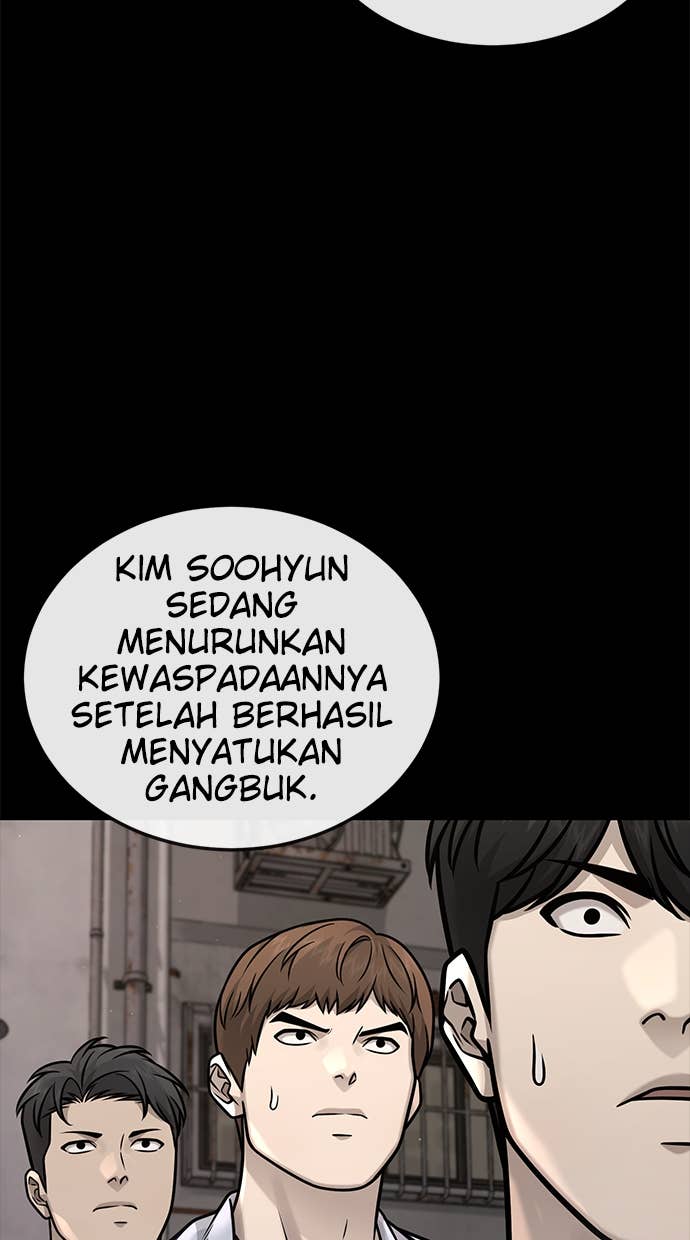 KIM SOOHYUN
SEDANG
MENURUNKAN
KEWASPADAANNYA
SETELAH BERHASIL
MENYATUKAN
GANGBUK.